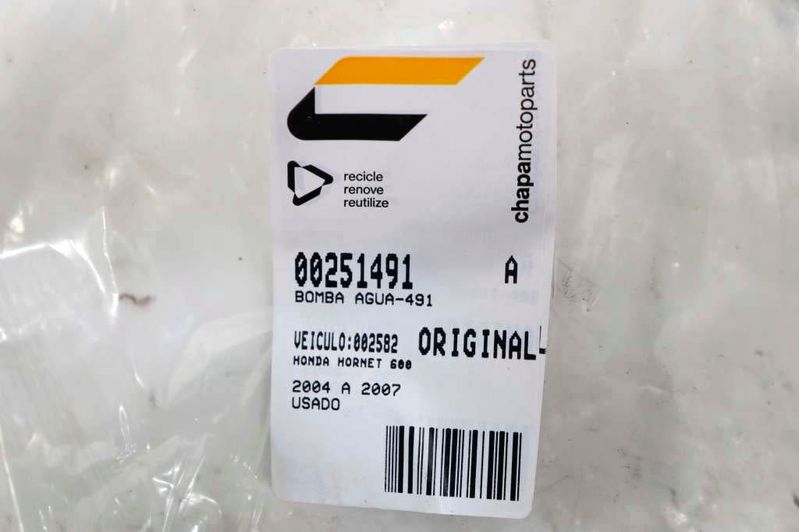 chapamotoparts
recicle
renove
reutilize
00251491 A
BOMBA AGUA-491
VEICULO:002582 ORIGINAL
HONDA HORNET 600
2004 A 2007
USADO